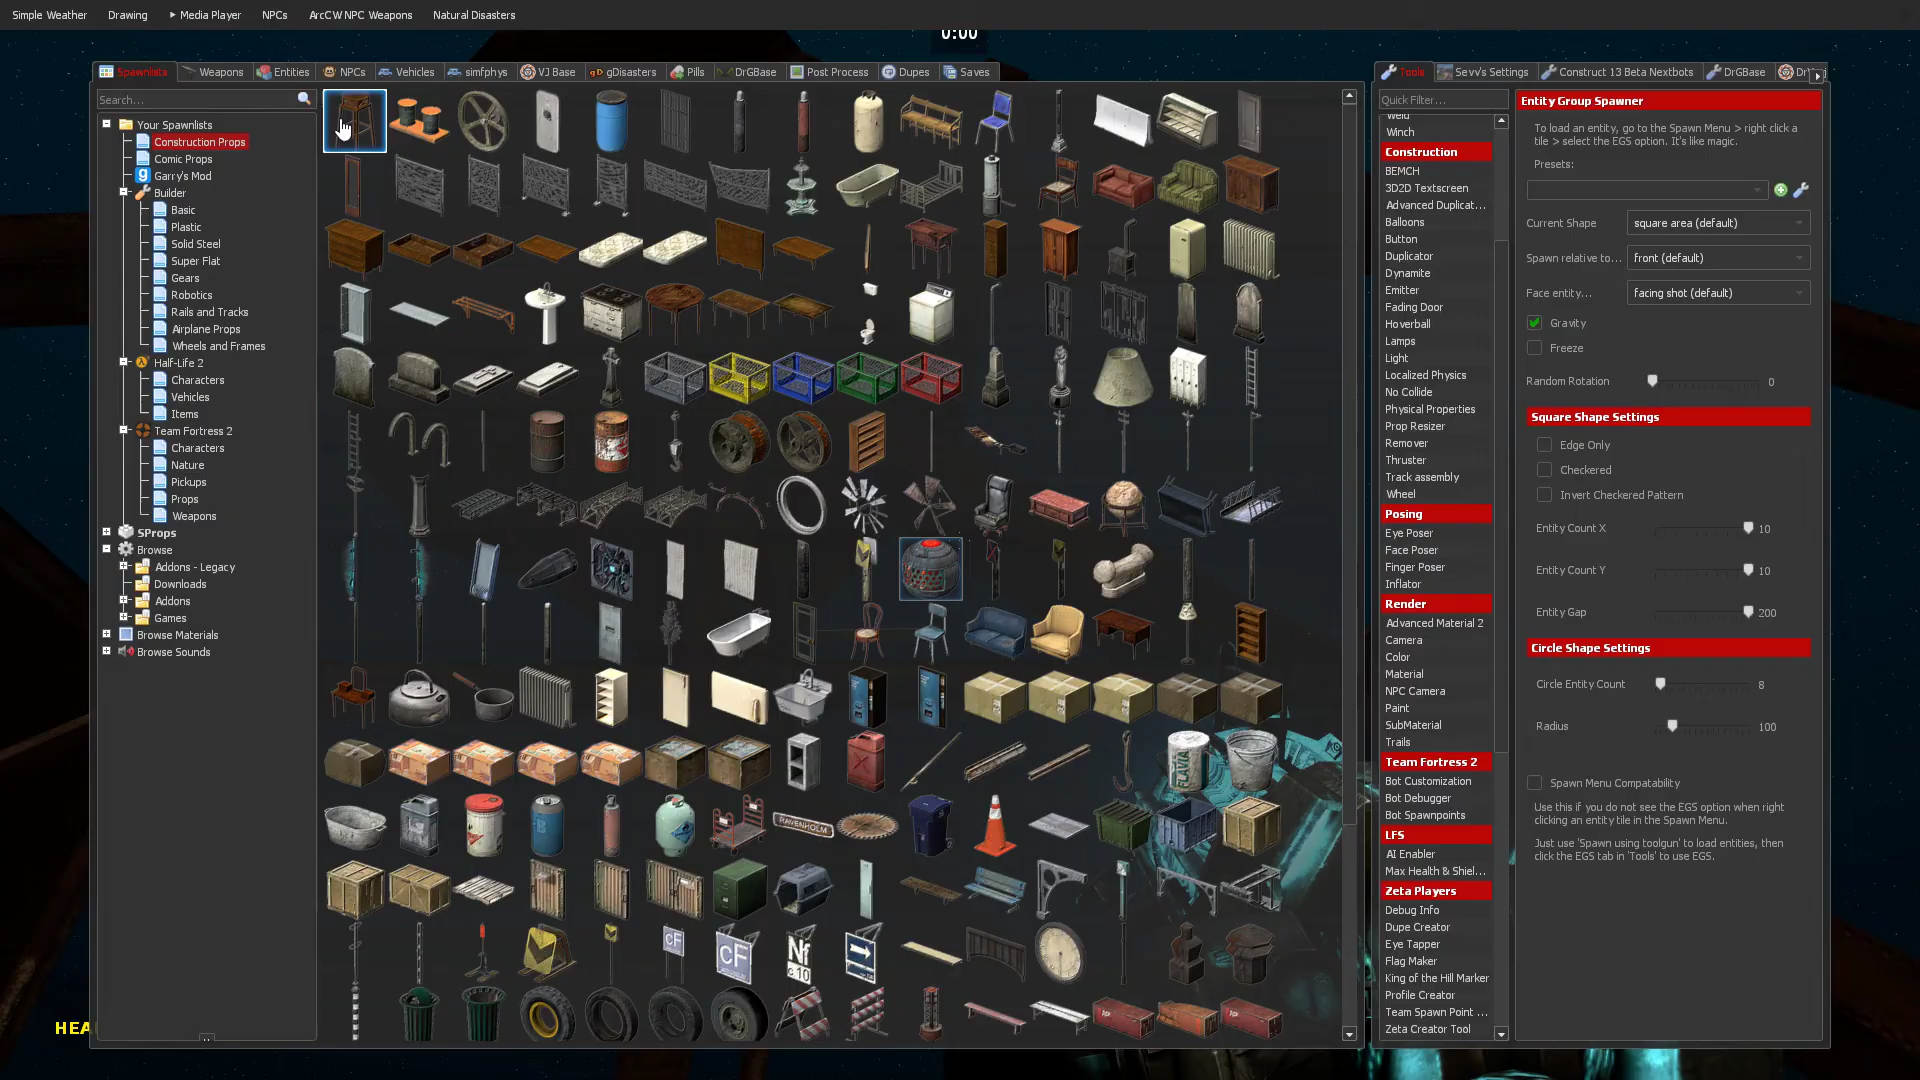 Simple Weather
Drawing
Media Player
NPCs
ArcCW NPC Weapons
Natural Disasters
0:00
Spawnlists
Weapons
Entities
NPCs
Vehicles
simfphys
VJ Base
gDisasters
Pills
DrGBase
Post Process
Dupes
Saves
Search...
Your Spawnlists
Construction Props
Comic Props
Garry's Mod
Builder
Basic
Plastic
Solid Steel
Super Flat
Gears
Robotics
Rails and Tracks
Airplane Props
Wheels and Frames
Half-Life 2
Characters
Vehicles
Items
Team Fortress 2
Characters
Nature
Pickups
Props
Weapons
SProps
Browse
Addons - Legacy
Downloads
Addons
Games
Browse Materials
Browse Sounds
HEA
RAVENHOLM
cF
cF
Nf
Tools
Sevv's Settings
Construct 13 Beta Nextbots
DrGBase
Quick Filter...
Weld
Winch
Construction
BEMCH
3D2D Textscreen
Advanced Duplicat...
Balloons
Button
Duplicator
Dynamite
Emitter
Fading Door
Hoverball
Lamps
Light
Localized Physics
No Collide
Physical Properties
Prop Resizer
Remover
Thruster
Track assembly
Wheel
Posing
Eye Poser
Face Poser
Finger Poser
Inflator
Render
Advanced Material 2
Camera
Color
Material
NPC Camera
Paint
SubMaterial
Trails
Team Fortress 2
Bot Customization
Bot Debugger
Bot Spawnpoints
LFS
AI Enabler
Max Health & Shiel...
Zeta Players
Debug Info
Dupe Creator
Eye Tapper
Flag Maker
King of the Hill Marker
Profile Creator
Team Spawn Point ...
Zeta Creator Tool
Entity Group Spawner
To load an entity, go to the Spawn Menu > right click a
tile > select the EGS option. It's like magic.
Presets:
Current Shape
square area (default)
Spawn relative to...
front (default)
Face entity...
facing shot (default)
Gravity
Freeze
Random Rotation
0
Square Shape Settings
Edge Only
Checkered
Invert Checkered Pattern
Entity Count X
10
Entity Count Y
10
Entity Gap
200
Circle Shape Settings
Circle Entity Count
8
Radius
100
Spawn Menu Compatability
Use this if you do not see the EGS option when right
clicking an entity tile in the Spawn Menu.
Just use 'Spawn using toolgun' to load entities, then
click the EGS tab in 'Tools' to use EGS.